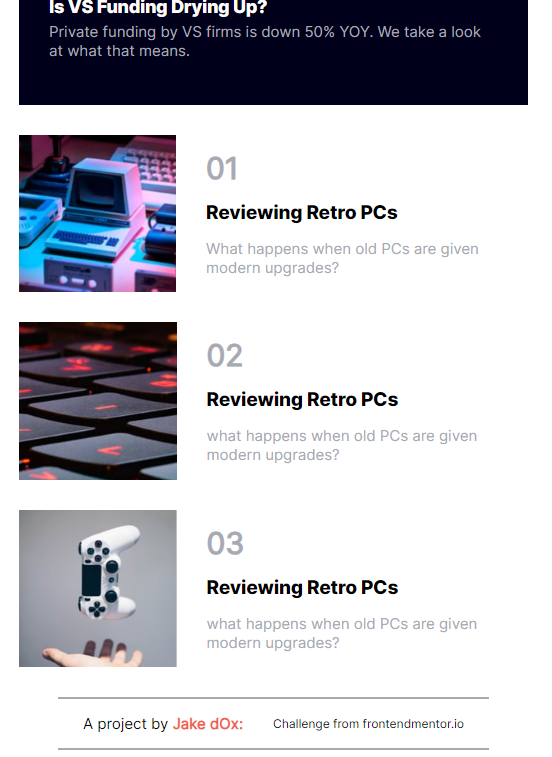 Is VS Funding Drying Up?
Private funding by VS firms is down 50% YOY. We take a look
at what that means.
01
Reviewing Retro PCs
What happens when old PCs are given
modern upgrades?
02
Reviewing Retro PCs
what happens when old PCs are given
modern upgrades?
03
Reviewing Retro PCs
what happens when old PCs are given
modern upgrades?
A project by Jake dOx: Challenge from frontendmentor.io